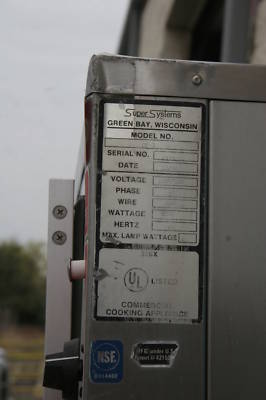 Super Systems
GREEN BAY, WISCONSIN
MODEL NO.
SERIAL NO.
DATE
VOLTAGE
PHASE
WIRE
WATTAGE
HERTZ
MAX. LAMP WATTAGE
UL LISTED
COMMERCIAL
COOKING APPLIANCE
NSF